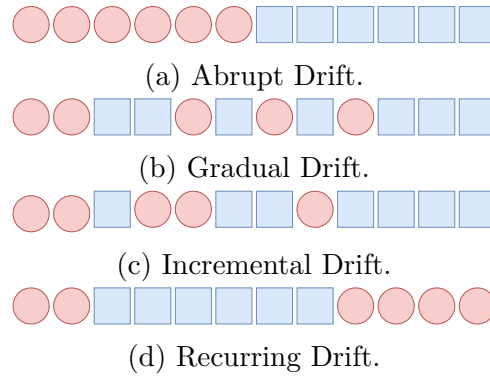 (a) Abrupt Drift.
(b) Gradual Drift.
(c) Incremental Drift.
(d) Recurring Drift.